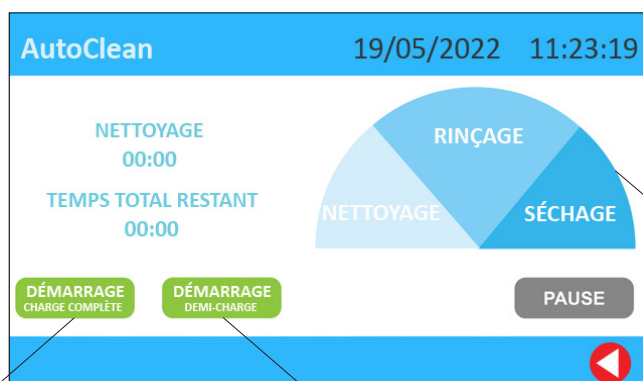 AutoClean
19/05/2022 11:23:19
NETTOYAGE
00:00
TEMPS TOTAL RESTANT
00:00
NETTOYAGE
RINÇAGE
SÉCHAGE
DÉMARRAGE
CHARGE COMPLÈTE
DÉMARRAGE
DEMI-CHARGE
PAUSE